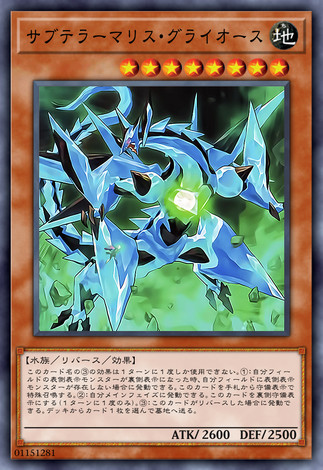 サブテラーマリス・グライオース
地
【水族/リバース/効果】
このカード名の③の効果は1ターンに1度しか使用できない。①:自分フィー
ルドの表側表示モンスターが裏側表示になった時、自分フィールドに表側表示
モンスターが存在しない場合に発動できる。このカードを手札から守備表示で
特殊召喚する。②:自分メインフェイズに発動できる。このカードを裏側守備表
示にする(1ターンに1度のみ)。③:このカードがリバースした場合に発動で
きる。デッキからカード1枚を選んで墓地へ送る。
ATK/2600 DEF/2500
01151281